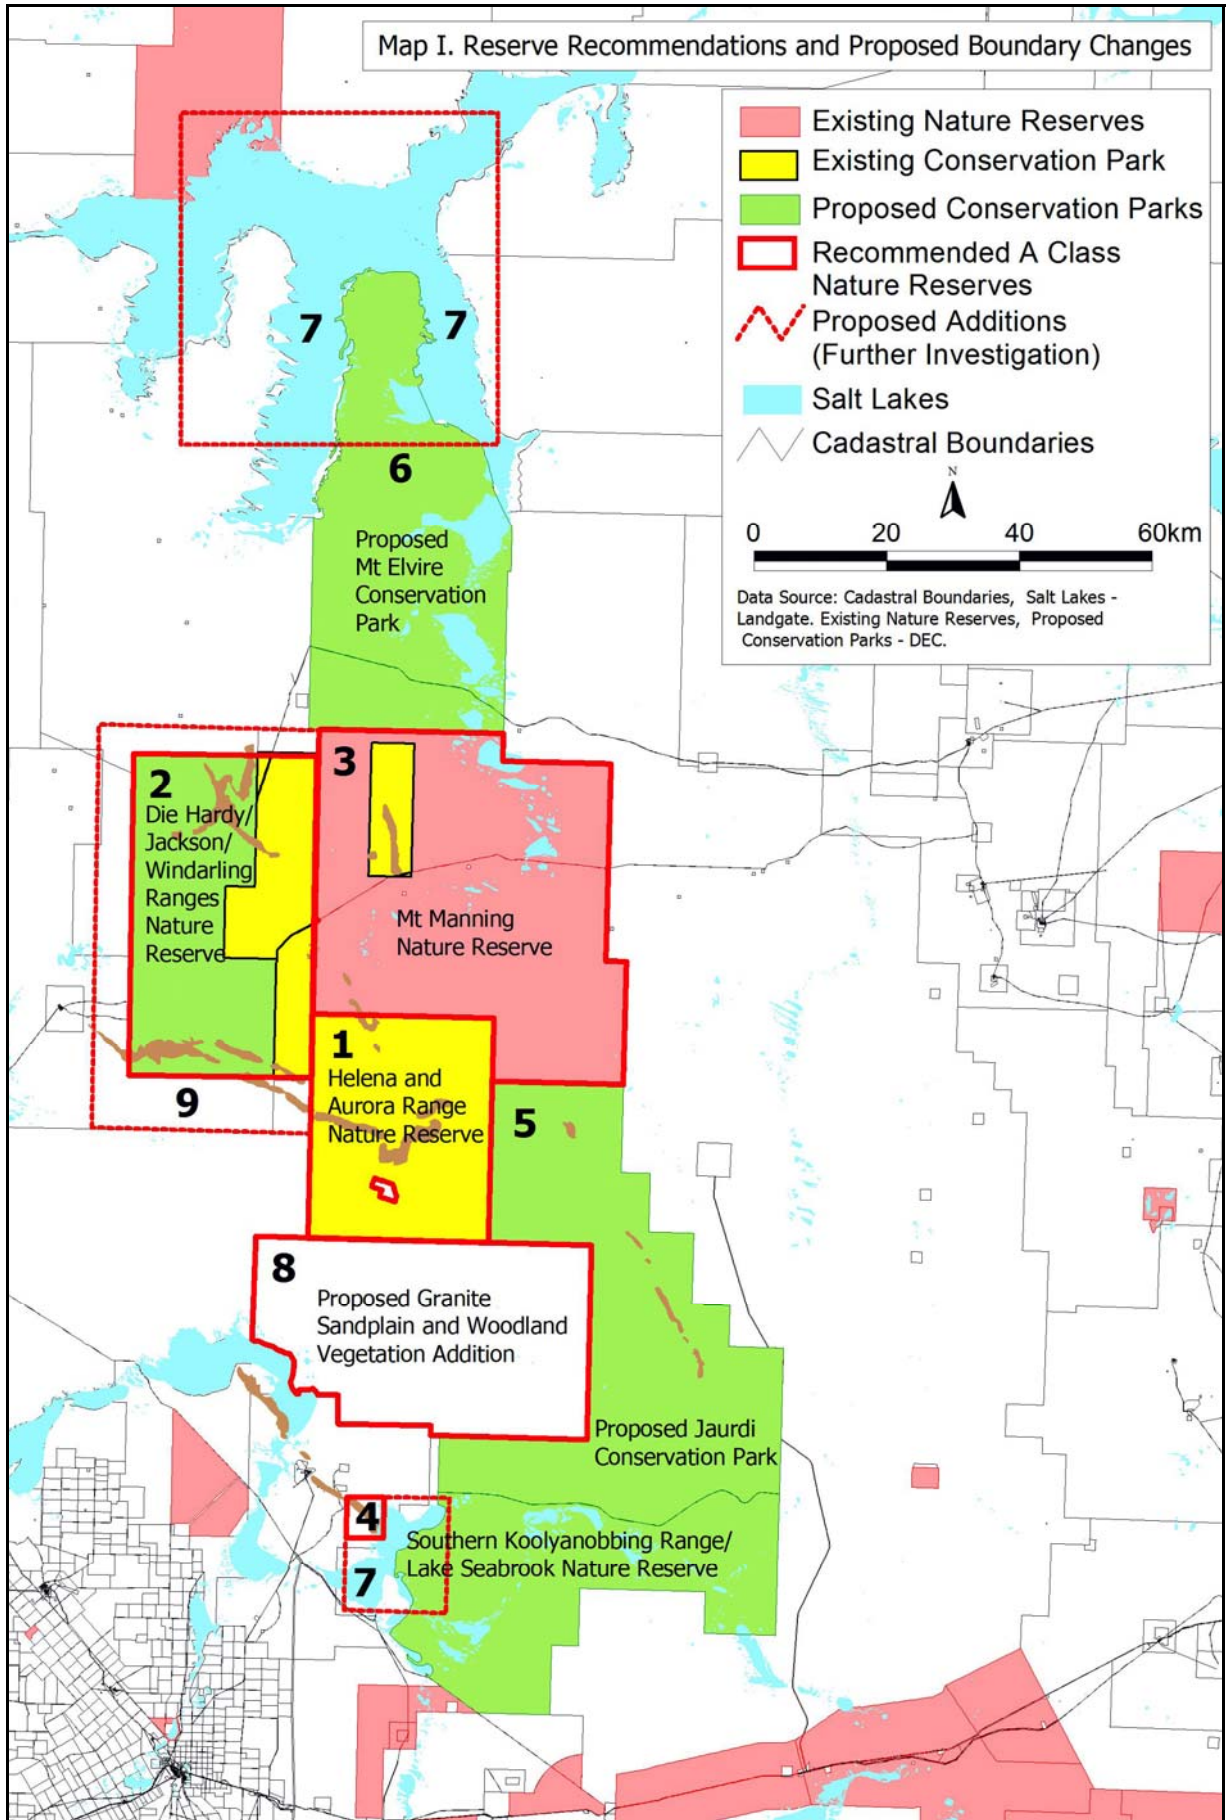 Map I. Reserve Recommendations and Proposed Boundary Changes
Existing Nature Reserves
Existing Conservation Park
Proposed Conservation Parks
Recommended A Class
Nature Reserves
Proposed Additions
(Further Investigation)
Salt Lakes
Cadastral Boundaries
N
0 20 40 60km
Data Source: Cadastral Boundaries, Salt Lakes -
Landgate. Existing Nature Reserves, Proposed
Conservation Parks - DEC.
7
7
6
Proposed
Mt Elvire
Conservation
Park
2
Die Hardy/
Jackson/
Windarling
Ranges
Nature
Reserve
3
Mt Manning
Nature Reserve
1
Helena and
Aurora Range
Nature Reserve
9
5
8
Proposed Granite
Sandplain and Woodland
Vegetation Addition
Proposed Jaurdi
Conservation Park
4
Southern Koolyanobbing Range/
Lake Seabrook Nature Reserve
7